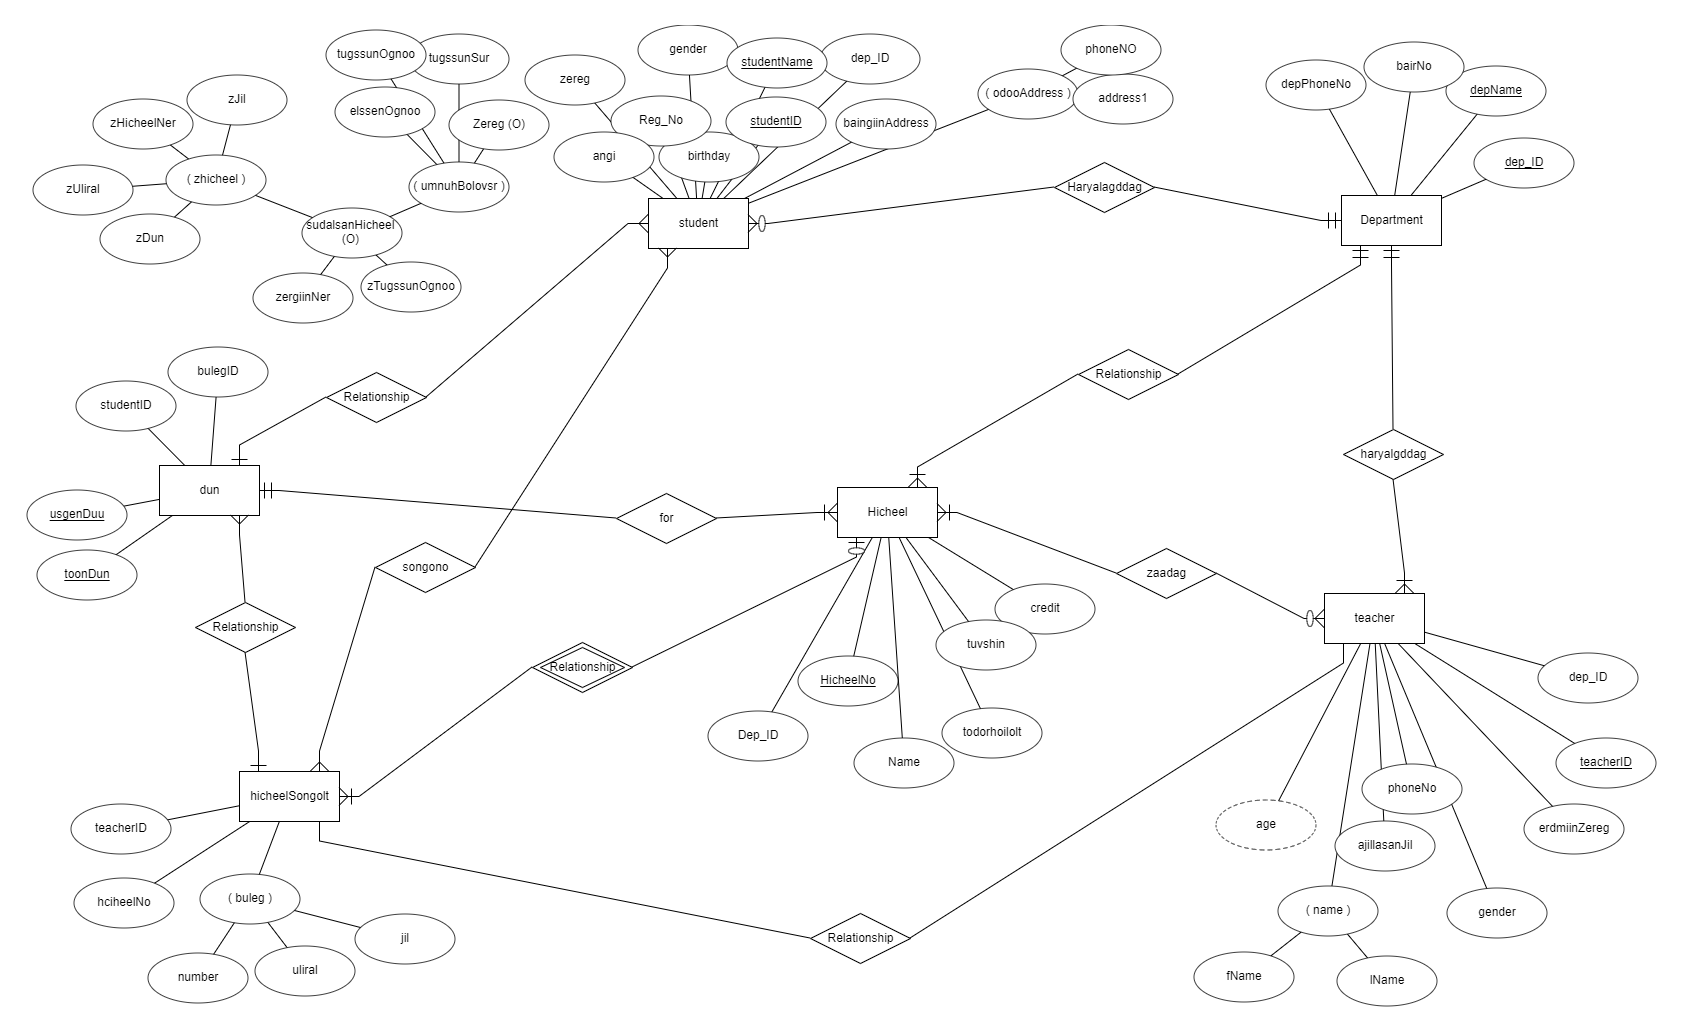 tugssunOgnoo
tugssunSur
elssenOgnoo
Zereg (O)
( umnuhBolovsr )
zJil
zHicheelNer
( zhicheel )
zUliral
zDun
sudalsanHicheel
(O)
zergiinNer
zTugssunOgnoo
gender
studentName
dep_ID
zereg
Reg_No
studentID
baingiinAddress
angi
birthday
phoneNO
( odooAddress )
address1
student
Haryalagddag
bairNo
depPhoneNo
depName
dep_ID
Department
bulegID
studentID
Relationship
Relationship
haryalgddag
dun
usgenDuu
toonDun
for
Hicheel
songono
zaadag
credit
tuvshin
teacher
Relationship
Relationship
HicheelNo
dep_ID
Dep_ID
Name
todorhoilolt
teacherID
hicheelSongolt
phoneNo
age
ajillasanJil
erdmiinZereg
teacherID
hciheelNo
( buleg )
jil
number
uliral
Relationship
( name )
gender
fName
lName